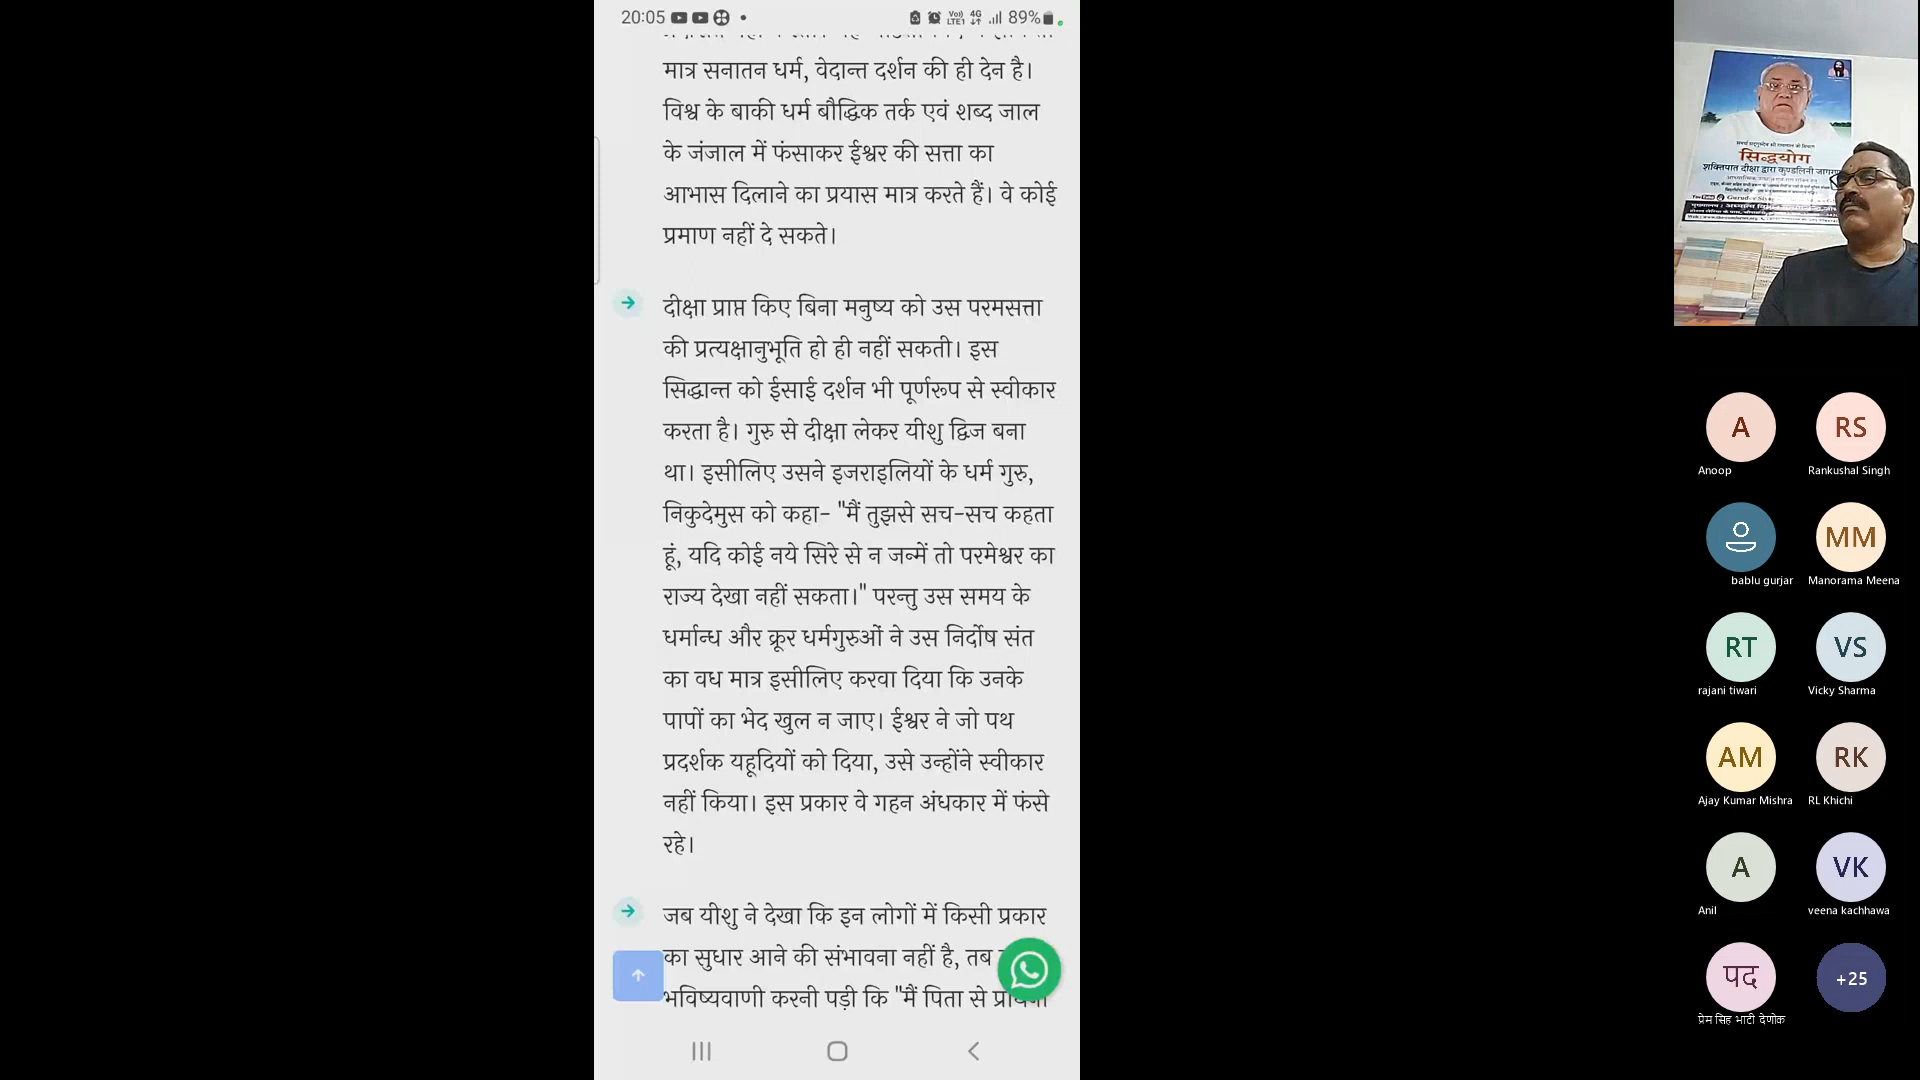 20:05
Vo)) LTE1 4G 89%
मात्र सनातन धर्म, वेदान्त दर्शन की ही देन है।
विश्व के बाकी धर्म बौद्धिक तर्क एवं शब्द जाल
के जंजाल में फंसाकर ईश्वर की सत्ता का
आभास दिलाने का प्रयास मात्र करते हैं। वे कोई
प्रमाण नहीं दे सकते।
दीक्षा प्राप्त किए बिना मनुष्य को उस परमसत्ता
की प्रत्यक्षानुभूति हो ही नहीं सकती। इस
सिद्धान्त को ईसाई दर्शन भी पूर्णरूप से स्वीकार
करता है। गुरु से दीक्षा लेकर यीशु द्विज बना
था। इसीलिए उसने इजराइलियों के धर्म गुरु,
निकुदेमुस को कहा- "मैं तुझसे सच-सच कहता
हूं, यदि कोई नये सिरे से न जन्में तो परमेश्वर का
राज्य देखा नहीं सकता।" परन्तु उस समय के
धर्मान्ध और क्रूर धर्मगुरुओं ने उस निर्दोष संत
का वध मात्र इसीलिए करवा दिया कि उनके
पापों का भेद खुल न जाए। ईश्वर ने जो पथ
प्रदर्शक यहूदियों को दिया, उसे उन्होंने स्वीकार
नहीं किया। इस प्रकार वे गहन अंधकार में फंसे
रहे।
जब यीशु ने देखा कि इन लोगों में किसी प्रकार
का सुधार आने की संभावना नहीं है, तब
भविष्यवाणी करनी पड़ी कि "मैं पिता से
सिद्धयोग
शक्तिपात दीक्षा द्वारा कुण्डलिनी
A
Anoop
RS
Rankushal Singh
bablu gurjar
MM
Manorama Meena
RT
rajani tiwari
VS
Vicky Sharma
AM
Ajay Kumar Mishra
RK
RL Khichi
A
Anil
VK
veena kachhawa
पद
प्रेम सिह भाटी देणोक
+25